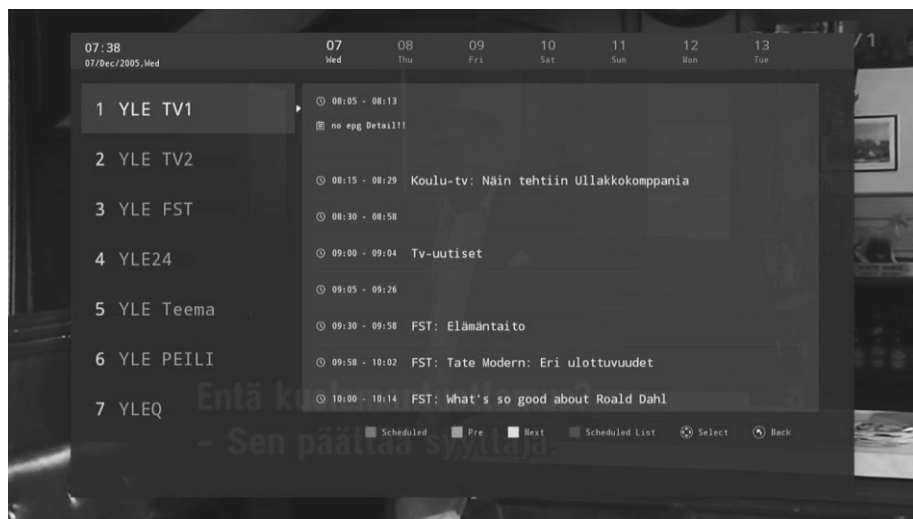 07:38
07/Dec/2005,Wed
07 08 09 10 11 12 13
Wed Thu Fri Sat Sun Mon Tue
/1
1 YLE TV1
2 YLE TV2
3 YLE FST
4 YLE24
5 YLE Teema
6 YLE PEILI
7 YLEQ
08:05 - 08:13
no epg Detail!!
08:15 - 08:29 Koulu-tv: Näin tehtiin Ullakkokomppania
08:30 - 08:58
09:00 - 09:04 Tv-uutiset
09:05 - 09:26
09:30 - 09:58 FST: Elämäntaito
09:58 - 10:02 FST: Tate Modern: Eri ulottuvuudet
10:00 - 10:14 FST: What's so good about Roald Dahl
Entä
Scheduled Pre Next Scheduled List Select Back
- Sen päättää syyttäjä.